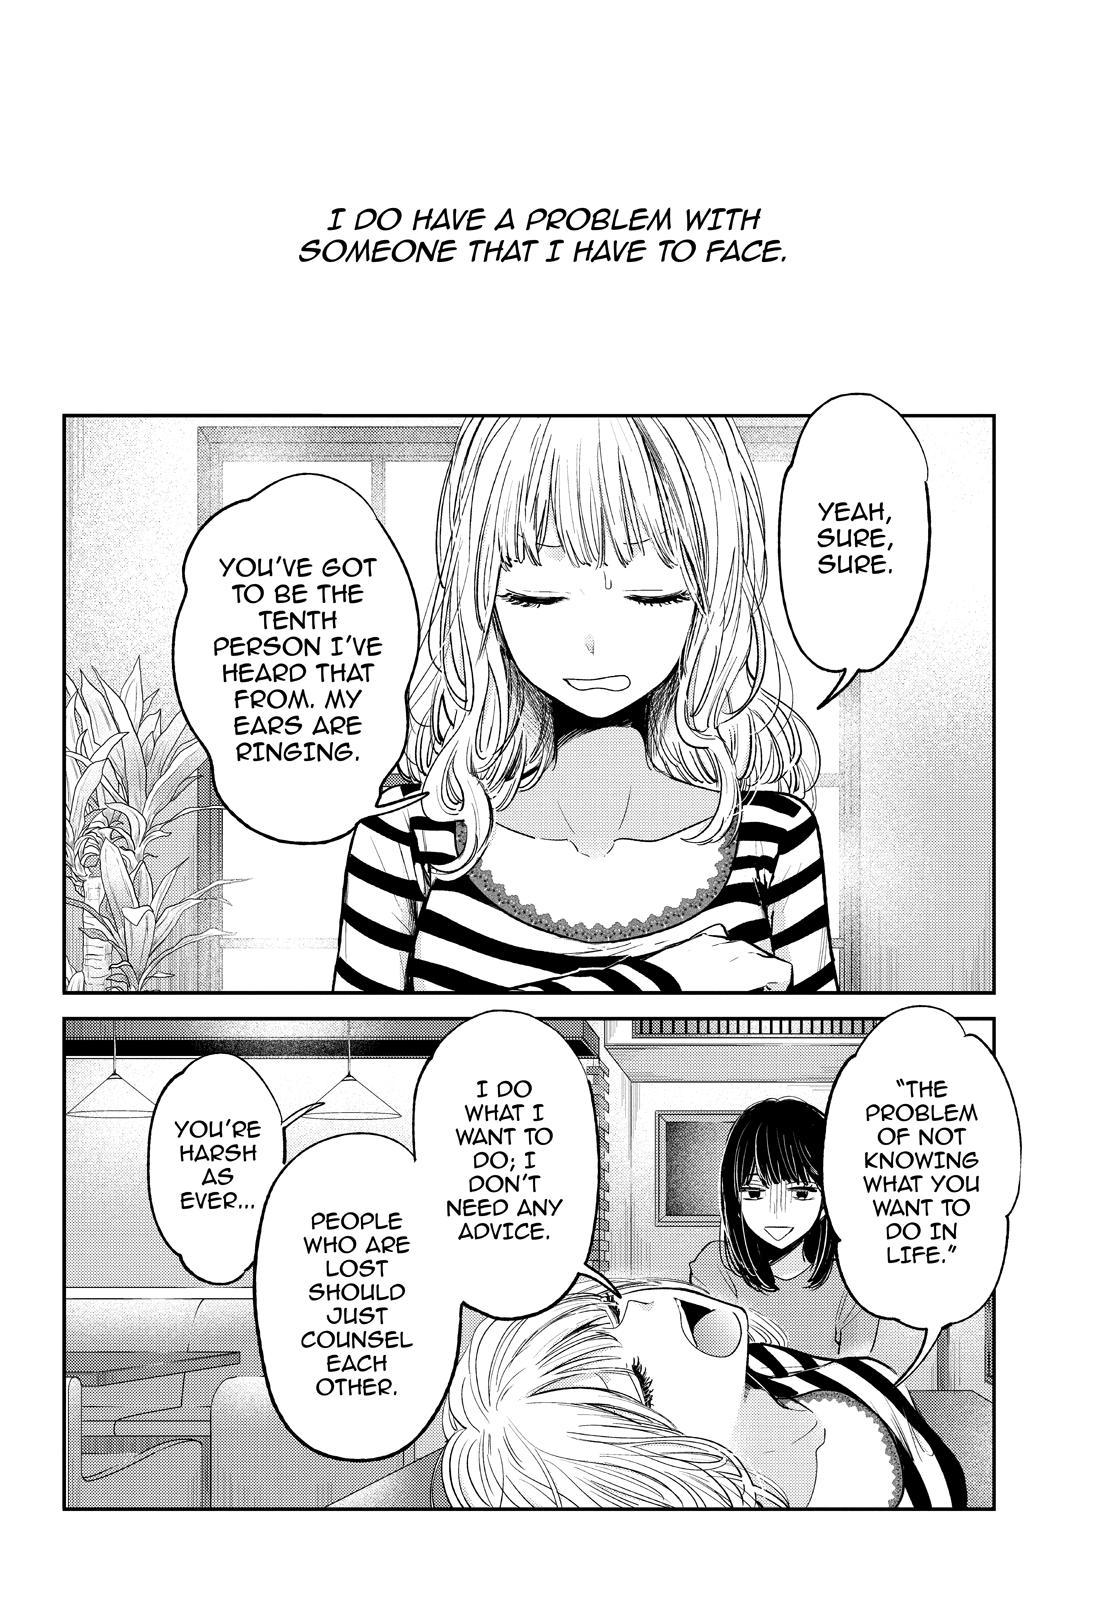 I DO HAVE A PROBLEM WITH
SOMEONE THAT I HAVE TO FACE.
YEAH,
SURE,
SURE.
YOU'VE GOT
TO BE THE
TENTH
PERSON I'VE
HEARD THAT
FROM. MY
EARS ARE
RINGING.
"THE
PROBLEM
OF NOT
KNOWING
WHAT YOU
WANT TO
DO IN
LIFE."
I DO
WHAT I
WANT TO
DO; I
DON'T
NEED ANY
ADVICE.
PEOPLE
WHO ARE
LOST
SHOULD
JUST
COUNSEL
EACH
OTHER.
YOU'RE
HARSH
AS
EVER...